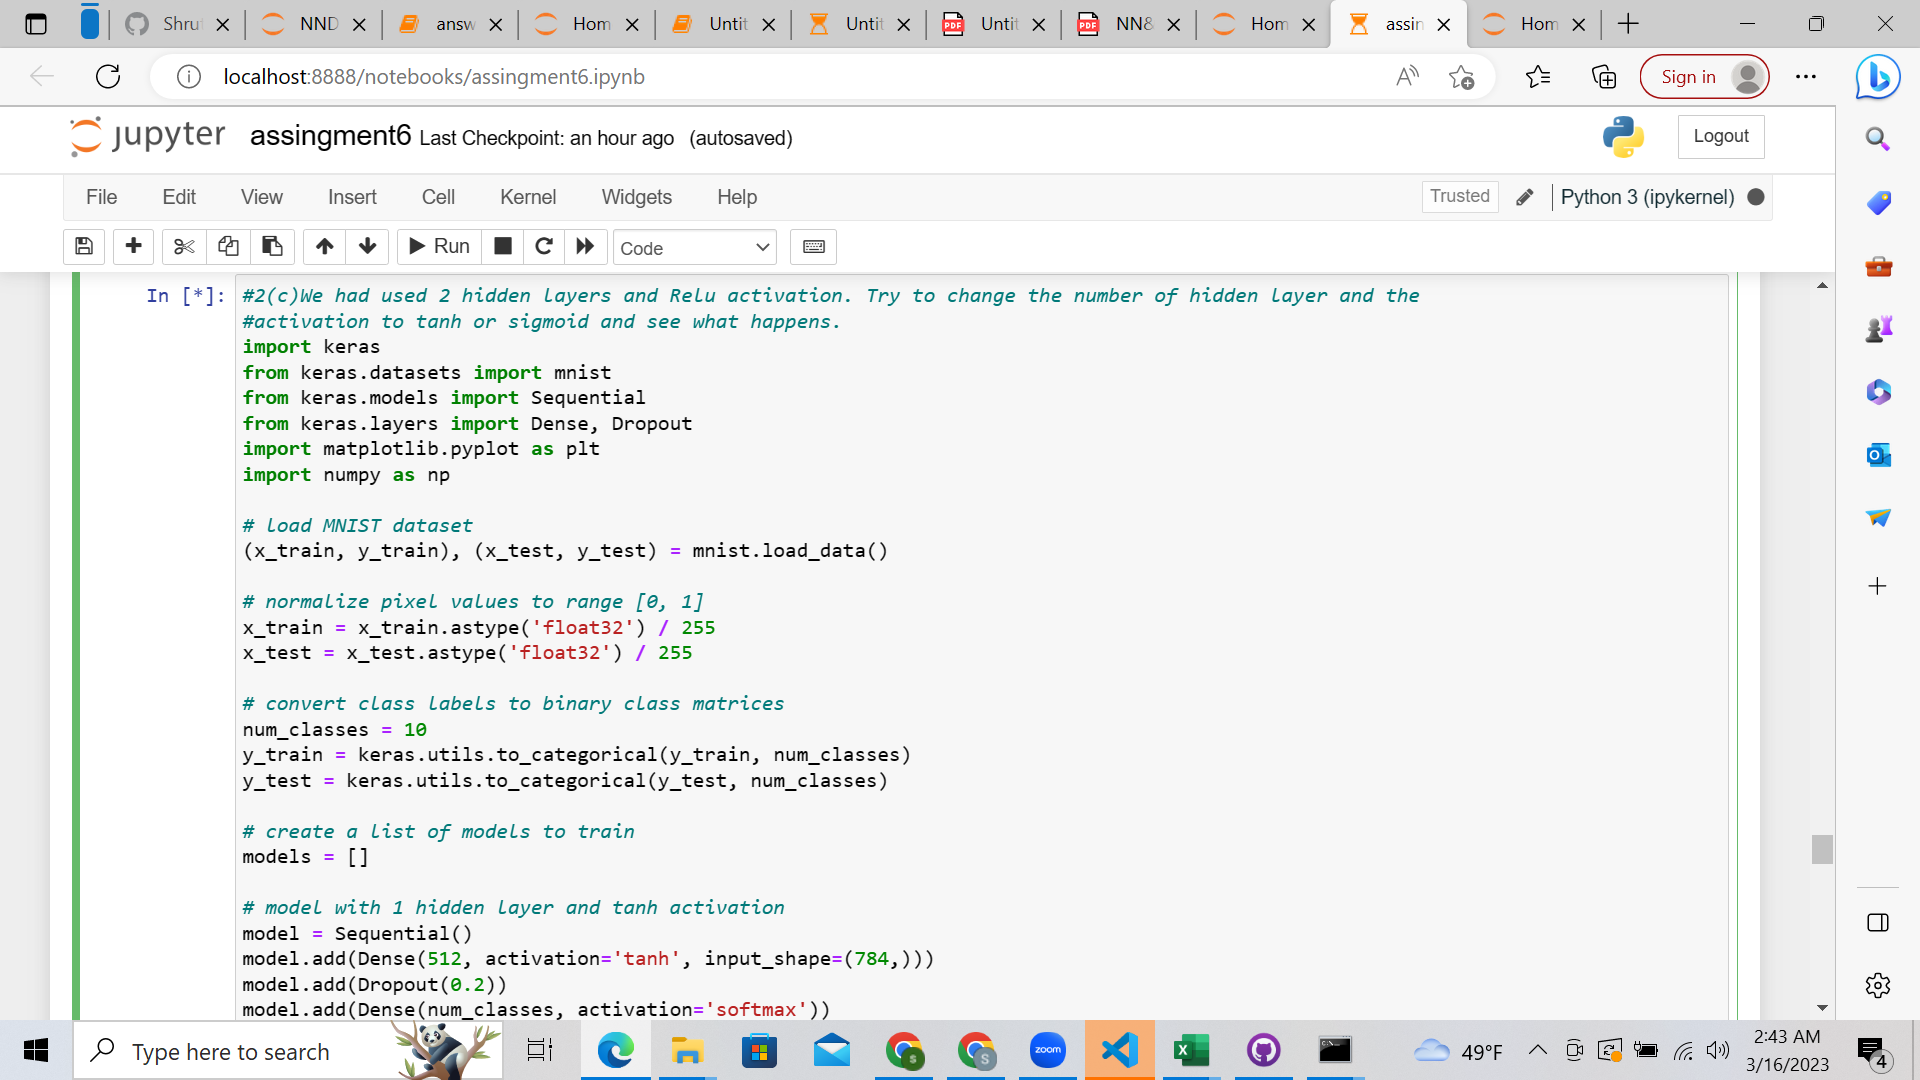 Shru
NND
answ
Hom
Untit
Untit
Untit
NN&
Hom
assin
Hom
localhost:8888/notebooks/assingment6.ipynb
Sign in
jupyter assingment6 Last Checkpoint: an hour ago (autosaved)
Logout
File Edit View Insert Cell Kernel Widgets Help
Trusted
Python 3 (ipykernel)
Run
Code
In [*]:
#2(c)We had used 2 hidden layers and Relu activation. Try to change the number of hidden layer and the
#activation to tanh or sigmoid and see what happens.
import keras
from keras.datasets import mnist
from keras.models import Sequential
from keras.layers import Dense, Dropout
import matplotlib.pyplot as plt
import numpy as np
# load MNIST dataset
(x_train, y_train), (x_test, y_test) = mnist.load_data()
# normalize pixel values to range [0, 1]
x_train = x_train.astype('float32') / 255
x_test = x_test.astype('float32') / 255
# convert class labels to binary class matrices
num_classes = 10
y_train = keras.utils.to_categorical(y_train, num_classes)
y_test = keras.utils.to_categorical(y_test, num_classes)
# create a list of models to train
models = []
# model with 1 hidden layer and tanh activation
model = Sequential()
model.add(Dense(512, activation='tanh', input_shape=(784,)))
model.add(Dropout(0.2))
model.add(Dense(num_classes, activation='softmax'))
Type here to search
zoom
49°F
2:43 AM
3/16/2023
4